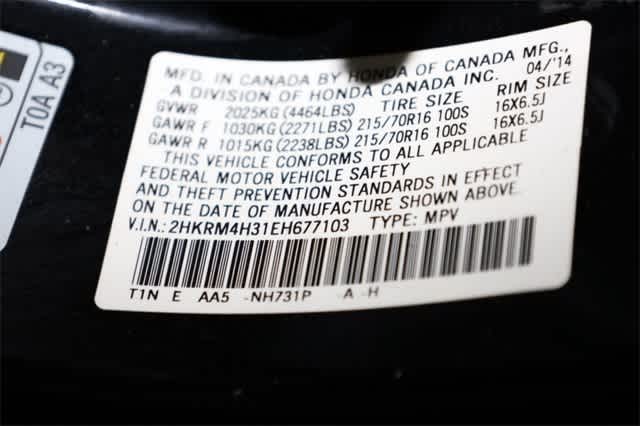 T0A A3
MFD. IN CANADA BY HONDA OF CANADA MFG.,
A DIVISION OF HONDA CANADA INC. 04/'14
GVWR 2025KG (4464LBS) TIRE SIZE RIM SIZE
GAWR F 1030KG (2271LBS) 215/70R16 100S 16X6.5J
GAWR R 1015KG (2238LBS) 215/70R16 100S 16X6.5J
THIS VEHICLE CONFORMS TO ALL APPLICABLE
FEDERAL MOTOR VEHICLE SAFETY
AND THEFT PREVENTION STANDARDS IN EFFECT
ON THE DATE OF MANUFACTURE SHOWN ABOVE.
V.I.N.: 2HKRM4H31EH677103 TYPE: MPV
T1N E AA5 -NH731P -A -H